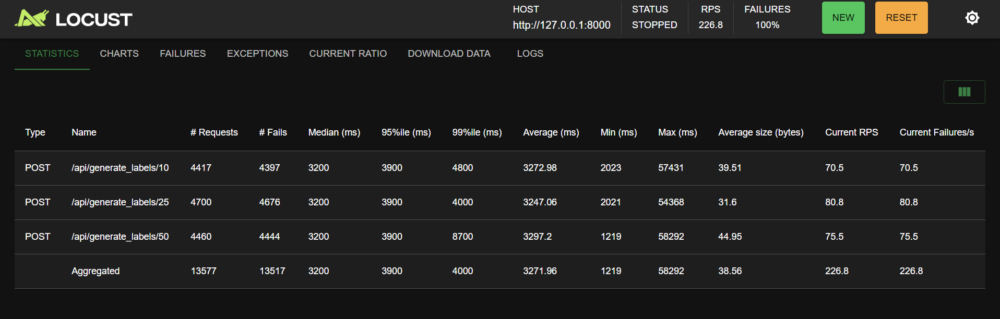 LOCUST
HOST
http://127.0.0.1:8000
STATUS
STOPPED
RPS
226.8
FAILURES
100%
NEW
RESET
STATISTICS CHARTS FAILURES EXCEPTIONS CURRENT RATIO DOWNLOAD DATA LOGS
Type Name # Requests # Fails Median (ms) 95%ile (ms) 99%ile (ms) Average (ms) Min (ms) Max (ms) Average size (bytes) Current RPS Current Failures/s
POST /api/generate_labels/10 4417 4397 3200 3900 4800 3272.98 2023 57431 39.51 70.5 70.5
POST /api/generate_labels/25 4700 4676 3200 3900 4000 3247.06 2021 54368 31.6 80.8 80.8
POST /api/generate_labels/50 4460 4444 3200 3900 8700 3297.2 1219 58292 44.95 75.5 75.5
Aggregated 13577 13517 3200 3900 4000 3271.96 1219 58292 38.56 226.8 226.8